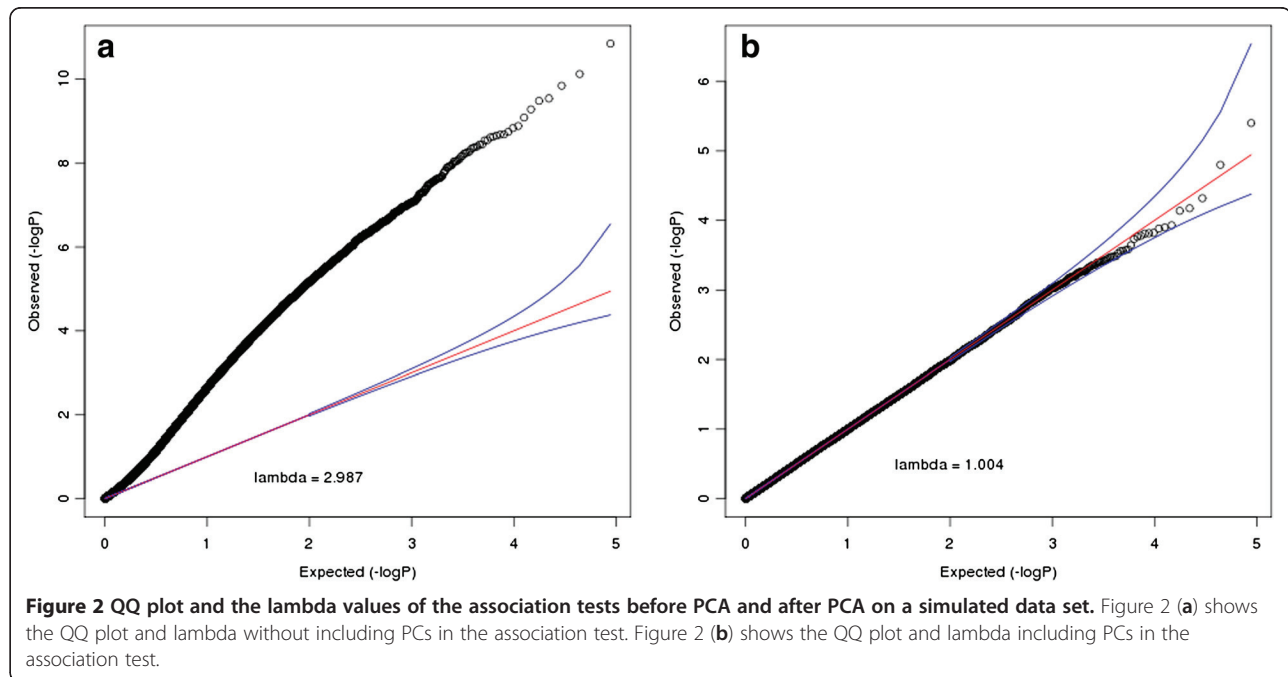 a
10
8
6
4
2
0
Observed (-logP)
lambda = 2.987
0 1 2 3 4 5
Expected (-logP)
b
6
5
4
3
2
1
0
Observed (-logP)
lambda = 1.004
0 1 2 3 4 5
Expected (-logP)
Figure 2 QQ plot and the lambda values of the association tests before PCA and after PCA on a simulated data set. Figure 2 (a) shows
the QQ plot and lambda without including PCs in the association test. Figure 2 (b) shows the QQ plot and lambda including PCs in the
association test.